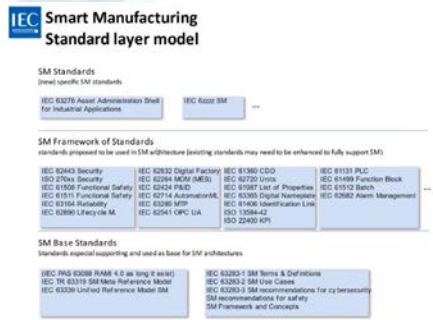 IEC
Smart Manufacturing
Standard layer model
SM Standards
(new) specific SM standards
IEC 63278 Asset Administration Shell
for Industrial Applications
IEC 6zzzz SM
...
SM Framework of Standards
standards proposed to be used in SM architecture (existing standards may need to be enhanced to fully support SM)
IEC 62443 Security
ISO 270xx Security
IEC 61508 Functional Safety
IEC 61511 Functional Safety
IEC 63164 Reliability
IEC 62890 Lifecycle M.
IEC 62832 Digital Factory
IEC 62264 MOM (MES)
IEC 62424 P&ID
IEC 62714 AutomationML
IEC 63280 MTP
IEC 62541 OPC UA
IEC 61360 CDD
IEC 62720 Units
IEC 61987 List of Properties
IEC 63365 Digital Nameplate
IEC 61406 Identification Link
ISO 13584-42
ISO 22400 KPI
IEC 61131 PLC
IEC 61499 Function Block
IEC 61512 Batch
IEC 62682 Alarm Management
...
SM Base Standards
Standards especial supporting and used as base for SM architectures
(IEC PAS 63088 RAMI 4.0 as long it exist)
IEC TR 63319 SM Meta Reference Model
IEC 63339 Unified Reference Model SM
IEC 63283-1 SM Terms & Definitions
IEC 63283-2 SM Use Cases
IEC 63283-3 SM recommendations for cybersecurity
SM recommendations for safety
SM Framework and Concepts